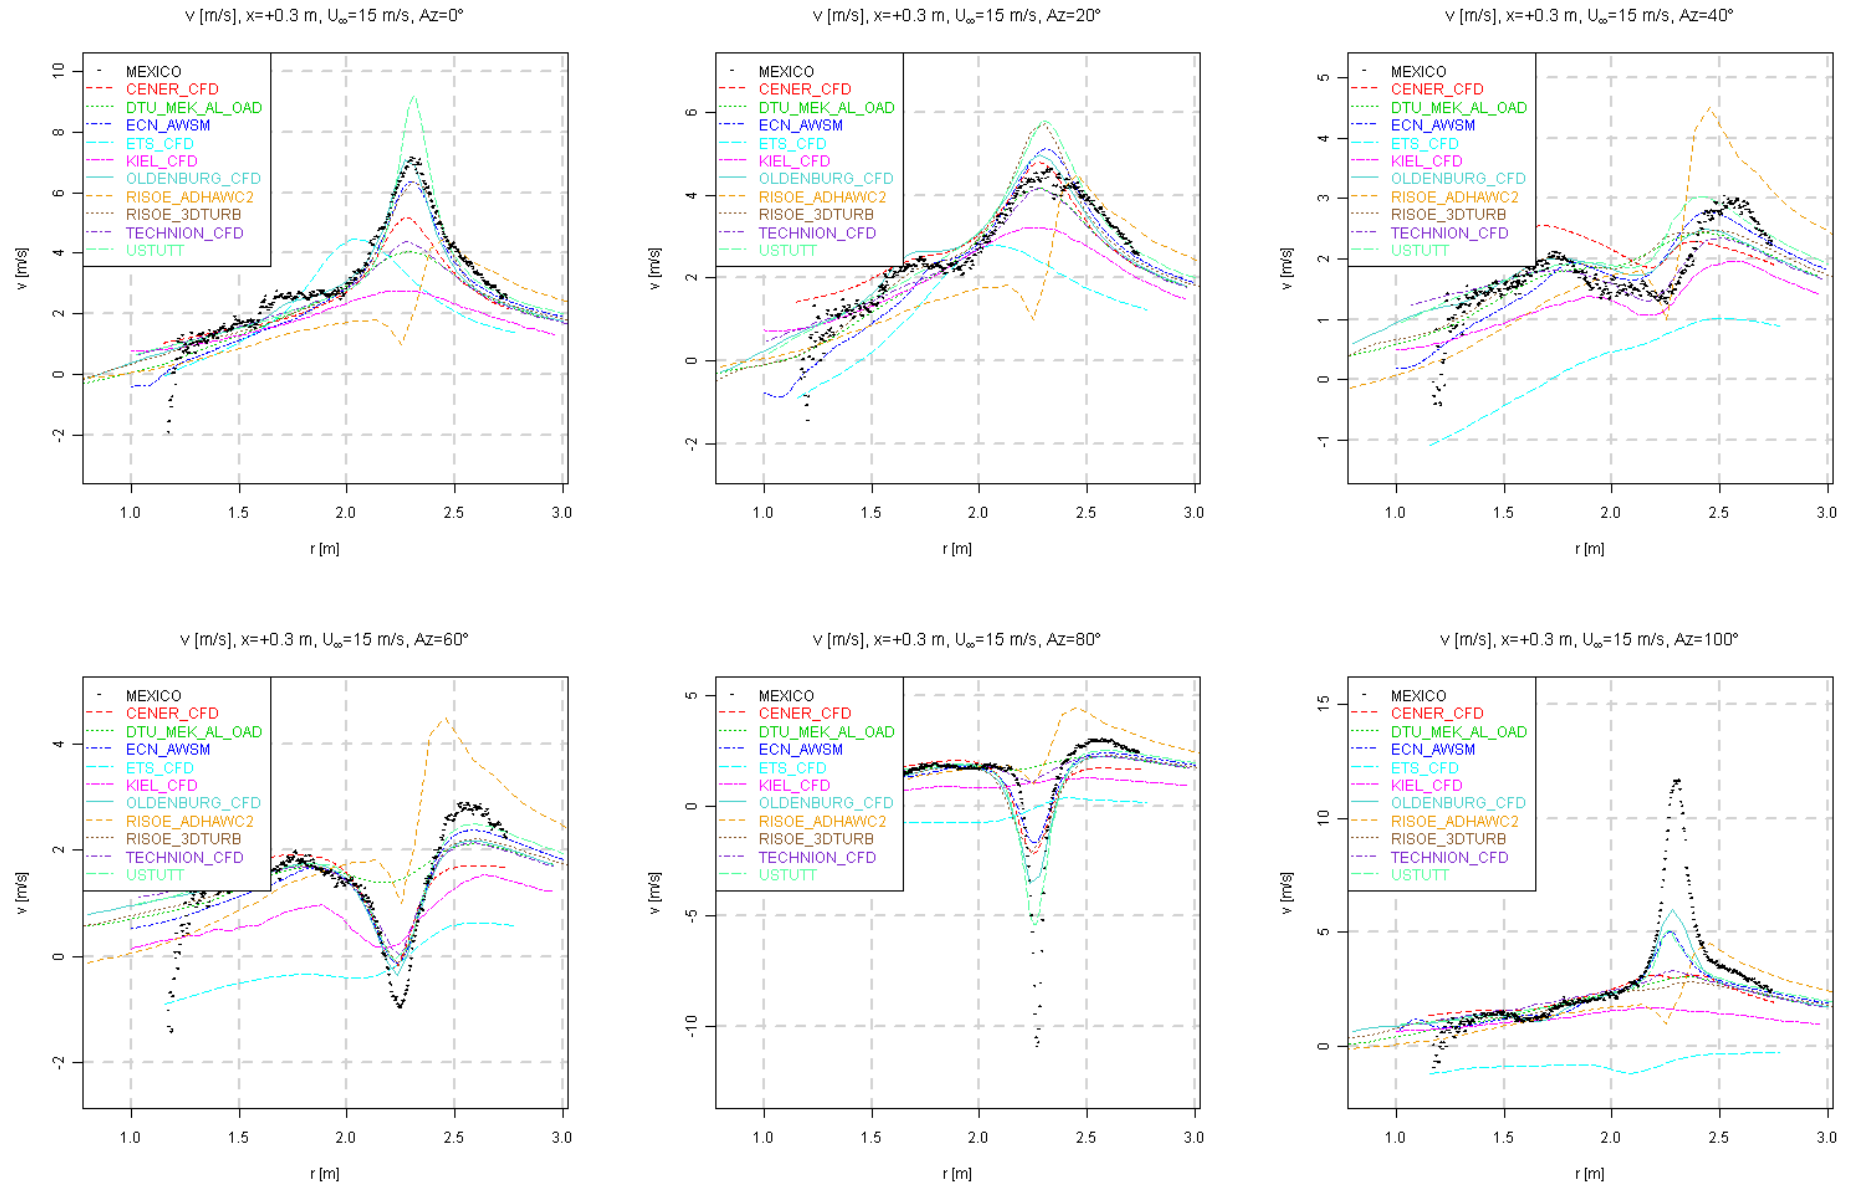 v [m/s], x=+0.3 m, U∞=15 m/s, Az=0°
v [m/s]
10
8
6
4
2
0
-2
MEXICO
CENER_CFD
DTU_MEK_AL_OAD
ECN_AWSM
ETS_CFD
KIEL_CFD
OLDENBURG_CFD
RISOE_ADHAWC2
RISOE_3DTURB
TECHNION_CFD
USTUTT
1.0 1.5 2.0 2.5 3.0
r [m]
v [m/s], x=+0.3 m, U∞=15 m/s, Az=20°
v [m/s]
6
4
2
0
-2
MEXICO
CENER_CFD
DTU_MEK_AL_OAD
ECN_AWSM
ETS_CFD
KIEL_CFD
OLDENBURG_CFD
RISOE_ADHAWC2
RISOE_3DTURB
TECHNION_CFD
USTUTT
1.0 1.5 2.0 2.5 3.0
r [m]
v [m/s], x=+0.3 m, U∞=15 m/s, Az=40°
v [m/s]
5
4
3
2
1
0
-1
MEXICO
CENER_CFD
DTU_MEK_AL_OAD
ECN_AWSM
ETS_CFD
KIEL_CFD
OLDENBURG_CFD
RISOE_ADHAWC2
RISOE_3DTURB
TECHNION_CFD
USTUTT
1.0 1.5 2.0 2.5 3.0
r [m]
v [m/s], x=+0.3 m, U∞=15 m/s, Az=60°
v [m/s]
4
2
0
-2
MEXICO
CENER_CFD
DTU_MEK_AL_OAD
ECN_AWSM
ETS_CFD
KIEL_CFD
OLDENBURG_CFD
RISOE_ADHAWC2
RISOE_3DTURB
TECHNION_CFD
USTUTT
1.0 1.5 2.0 2.5 3.0
r [m]
v [m/s], x=+0.3 m, U∞=15 m/s, Az=80°
v [m/s]
5
0
-5
-10
MEXICO
CENER_CFD
DTU_MEK_AL_OAD
ECN_AWSM
ETS_CFD
KIEL_CFD
OLDENBURG_CFD
RISOE_ADHAWC2
RISOE_3DTURB
TECHNION_CFD
USTUTT
1.0 1.5 2.0 2.5 3.0
r [m]
v [m/s], x=+0.3 m, U∞=15 m/s, Az=100°
v [m/s]
15
10
5
0
MEXICO
CENER_CFD
DTU_MEK_AL_OAD
ECN_AWSM
ETS_CFD
KIEL_CFD
OLDENBURG_CFD
RISOE_ADHAWC2
RISOE_3DTURB
TECHNION_CFD
USTUTT
1.0 1.5 2.0 2.5 3.0
r [m]